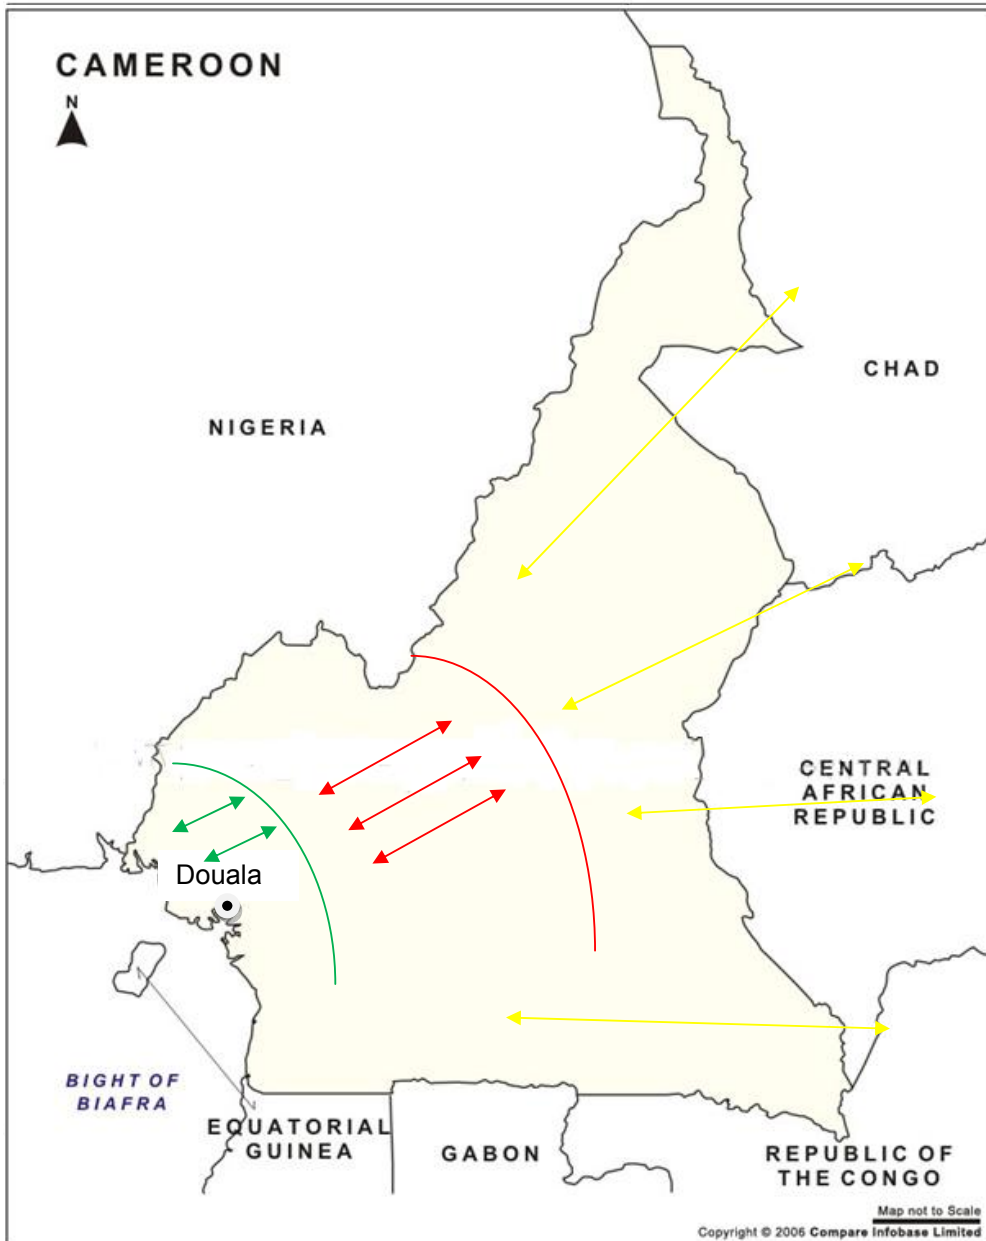 CAMEROON
N
CHAD
NIGERIA
CENTRAL
AFRICAN
REPUBLIC
Douala
BIGHT OF
BIAFRA
EQUATORIAL
GUINEA
GABON
REPUBLIC OF
THE CONGO
Map not to Scale
Copyright © 2006 Compare Infobase Limited